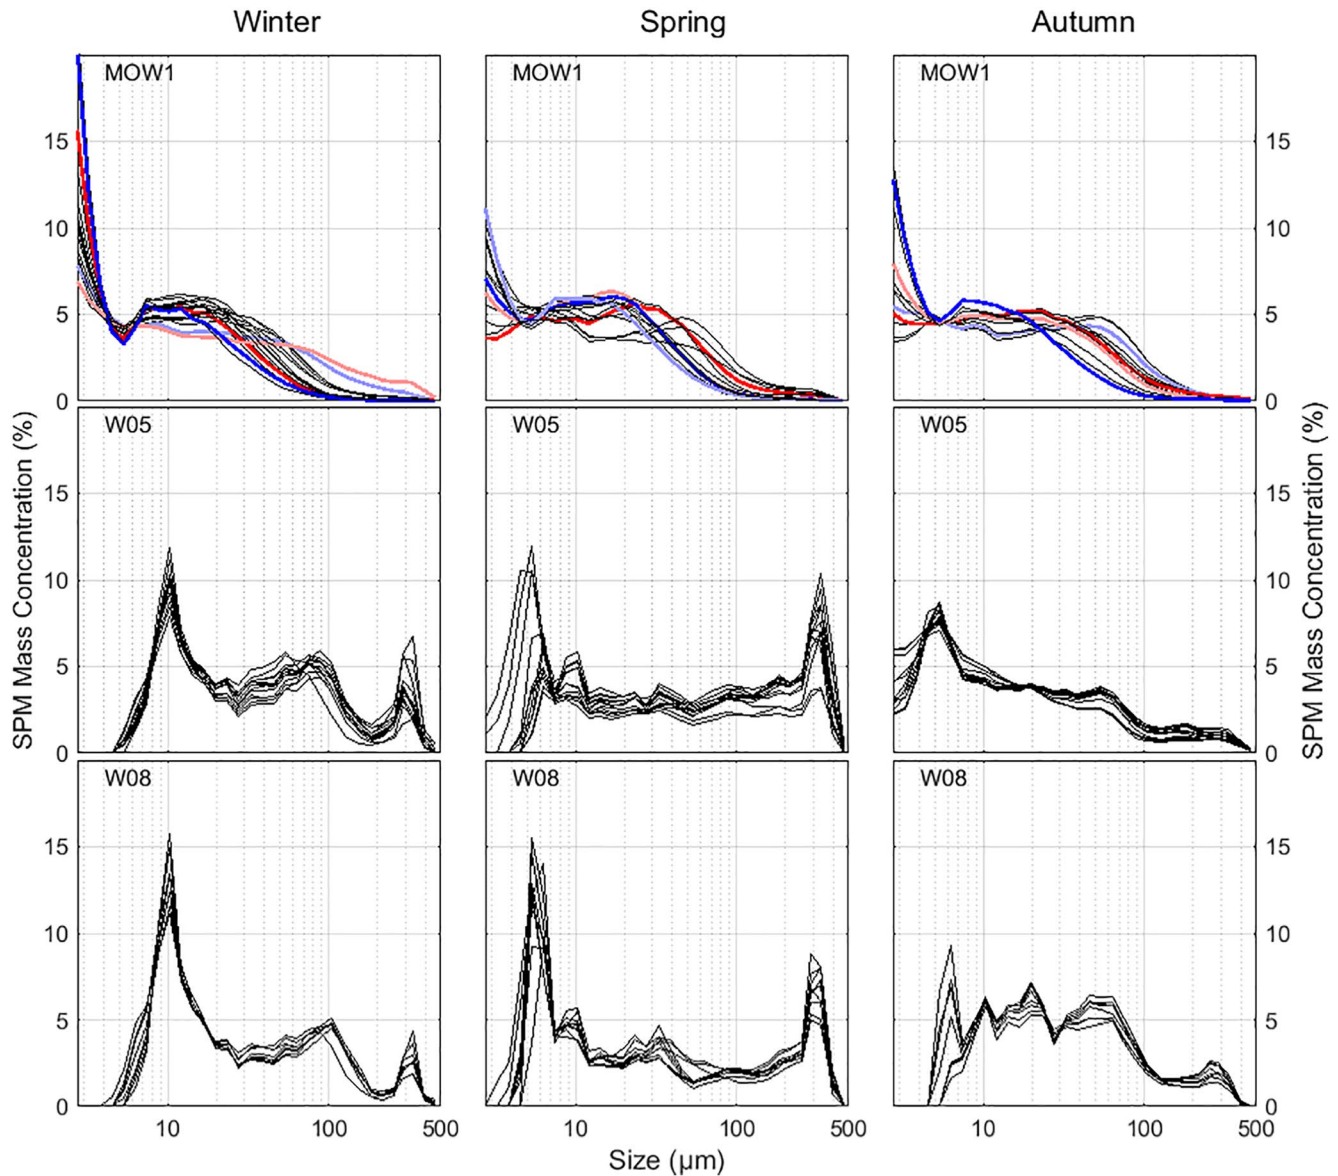 Winter Spring Autumn
MOW1 MOW1 MOW1
15 15
10 10
5 5
0 0
W05 W05 W05
15 15
10 10
5 5
0 0
W08 W08 W08
15 15
10 10
5 5
0 0
10 100 500 10 100 500 10 100 500
Size (µm)
SPM Mass Concentration (%)
SPM Mass Concentration (%)